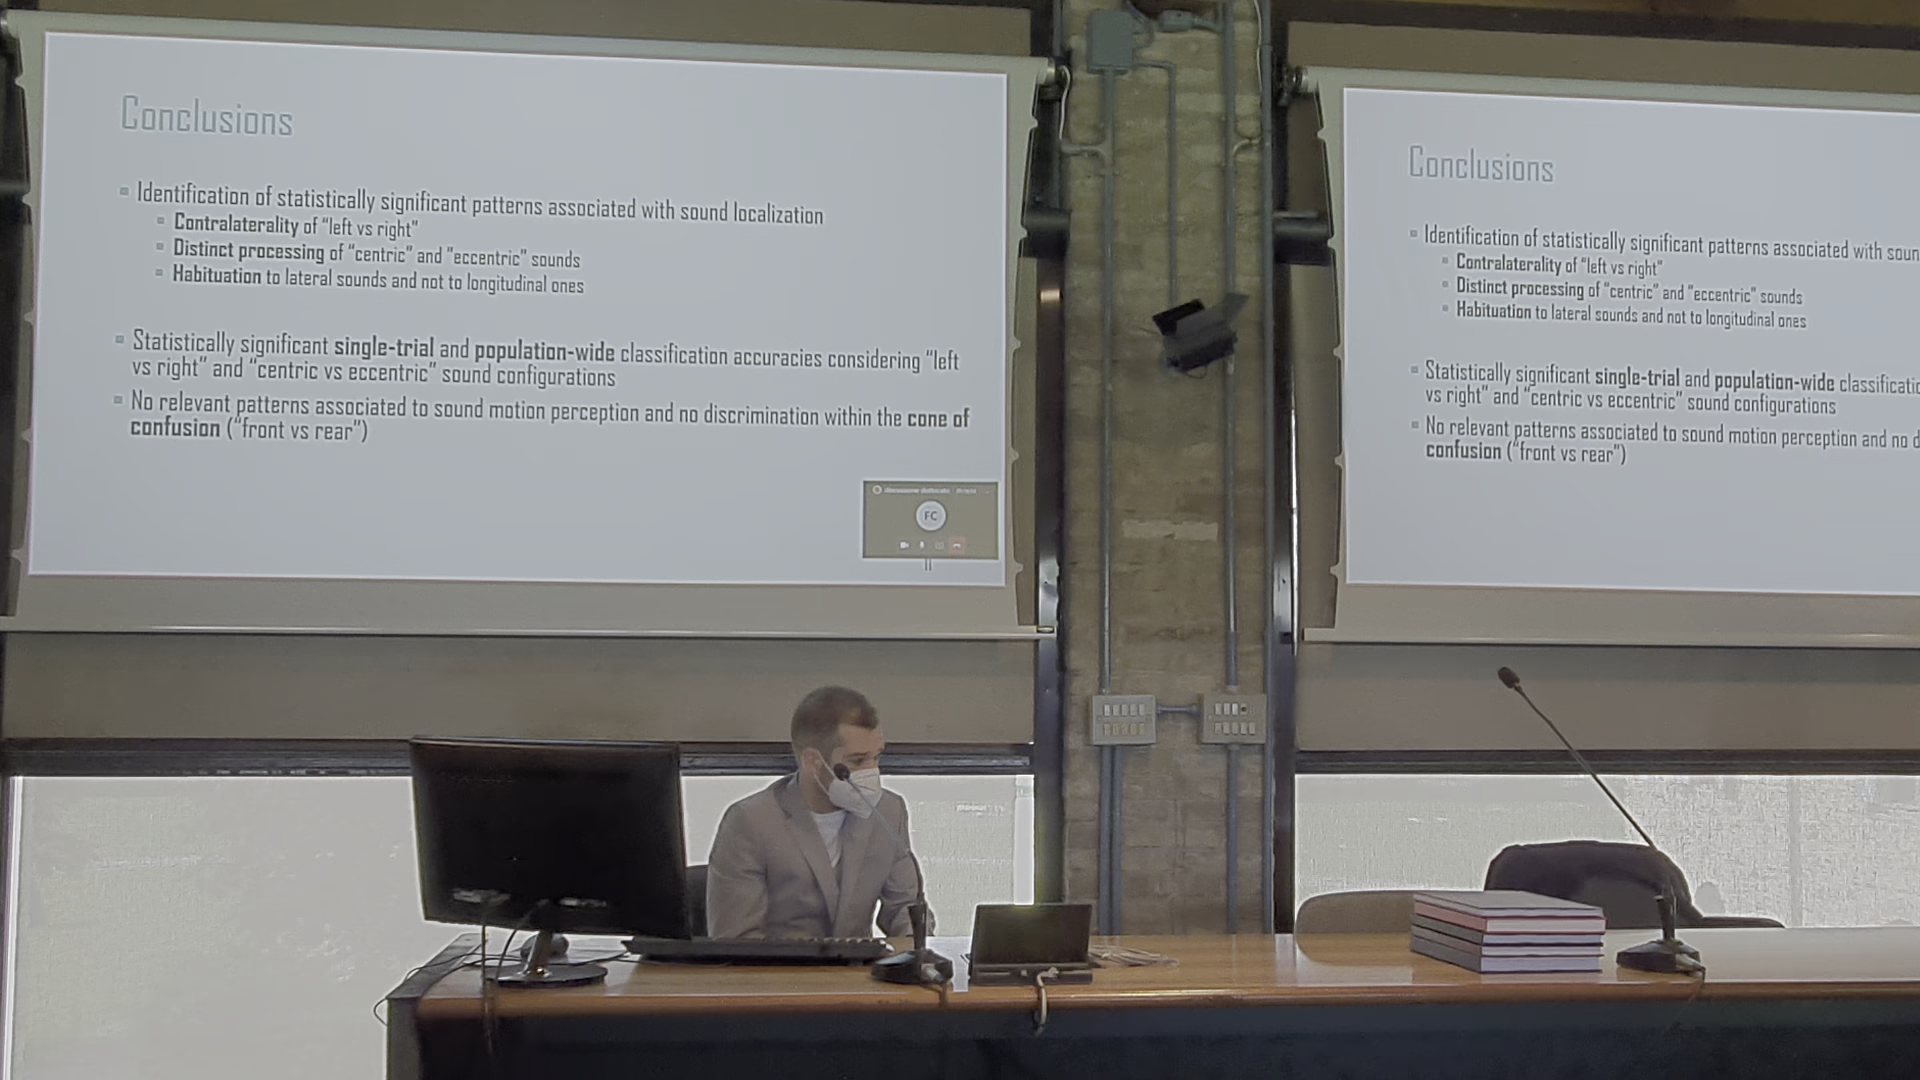 Conclusions
Identification of statistically significant patterns associated with sound localization
Contralaterality of "left vs right"
Distinct processing of "centric" and "eccentric" sounds
Habituation to lateral sounds and not to longitudinal ones
Statistically significant single-trial and population-wide classification accuracies considering "left
vs right" and "centric vs eccentric" sound configurations
No relevant patterns associated to sound motion perception and no discrimination within the cone of
confusion ("front vs rear")
discussione dottorato
FC
Conclusions
Identification of statistically significant patterns associated with soun
Contralaterality of "left vs right"
Distinct processing of "centric" and "eccentric" sounds
Habituation to lateral sounds and not to longitudinal ones
Statistically significant single-trial and population-wide classificatio
vs right" and "centric vs eccentric" sound configurations
No relevant patterns associated to sound motion perception and no d
confusion ("front vs rear")